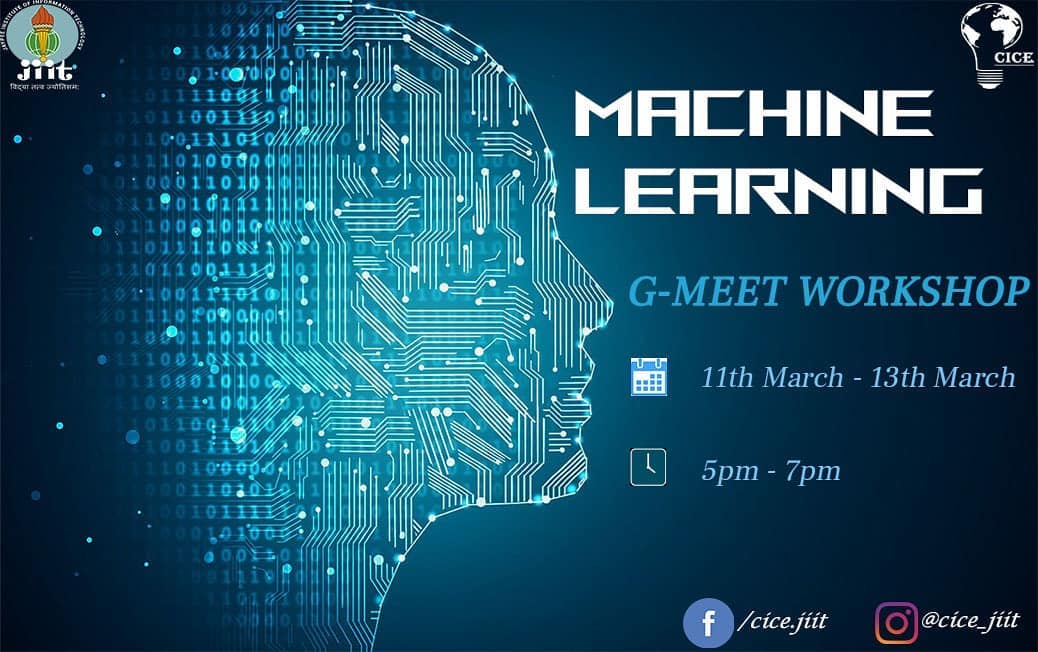 JAYPEE INSTITUTE OF INFORMATION TECHNOLOGY
jiit
विद्या तत्व ज्योतिसमः
CICE
MACHINE
LEARNING
G-MEET WORKSHOP
11th March - 13th March
5pm - 7pm
/cice.jiit
@cice_jiit